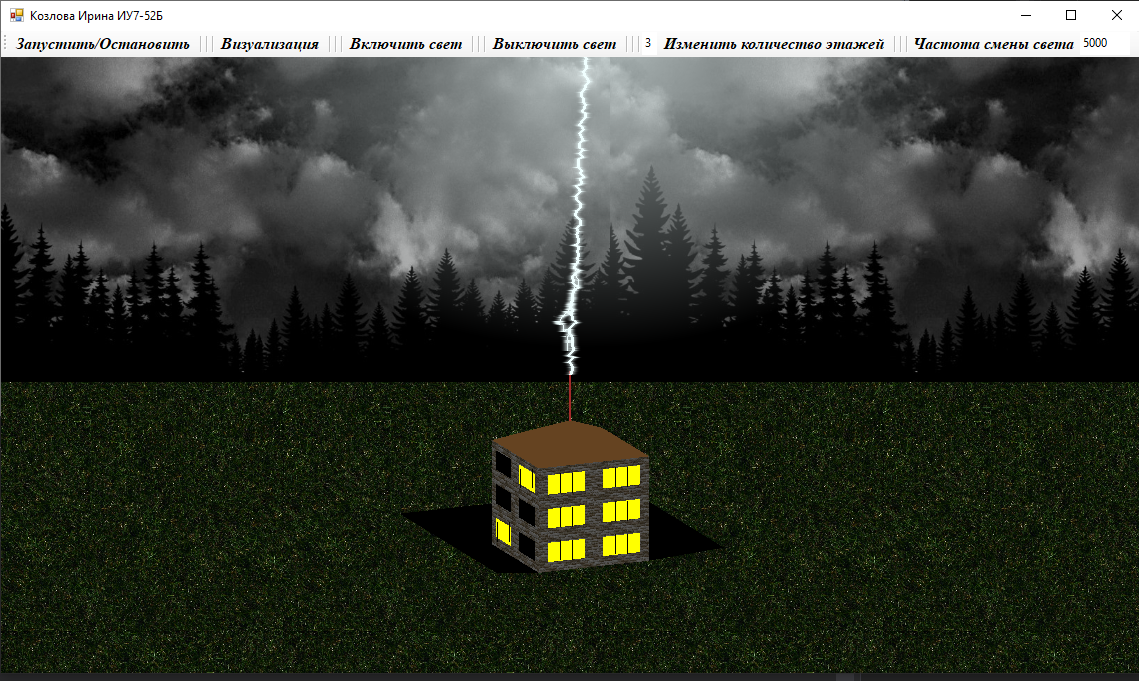 Козлова Ирина ИУ7-52Б
Запустить/Остановить Визуализация Включить свет Выключить свет 3 Изменить количество этажей Частота смены света 5000